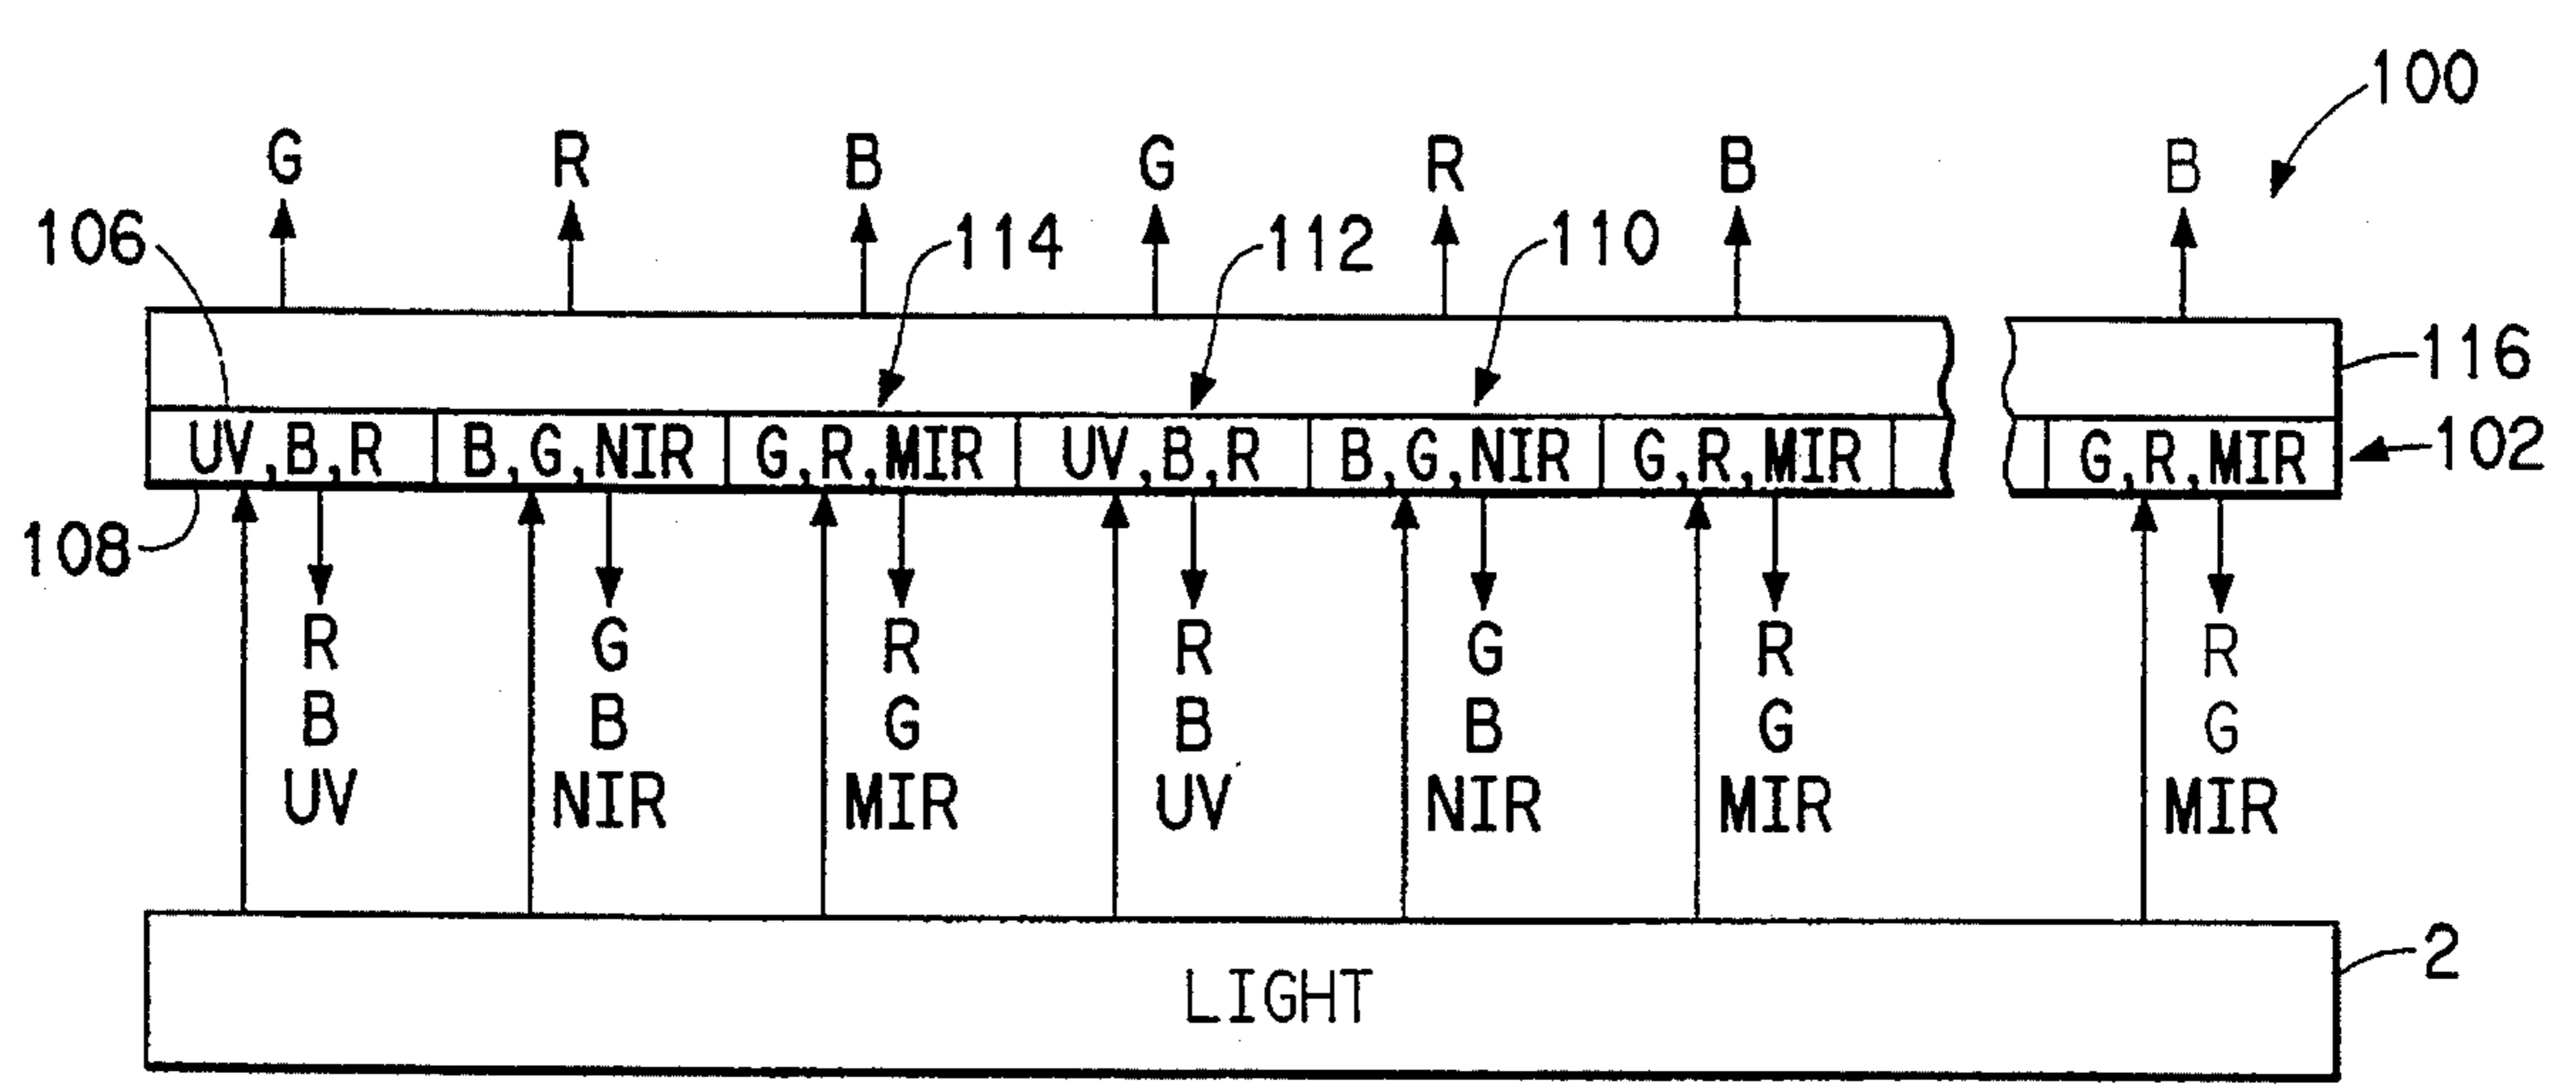 100
G R B G R B B
106 114 112 110
116
UV,B,R B,G,NIR G,R,MIR UV,B,R B,G,NIR G,R,MIR G,R,MIR
102
108
R G R R G R R
B B G B B G G
UV NIR MIR UV NIR MIR MIR
2
LIGHT